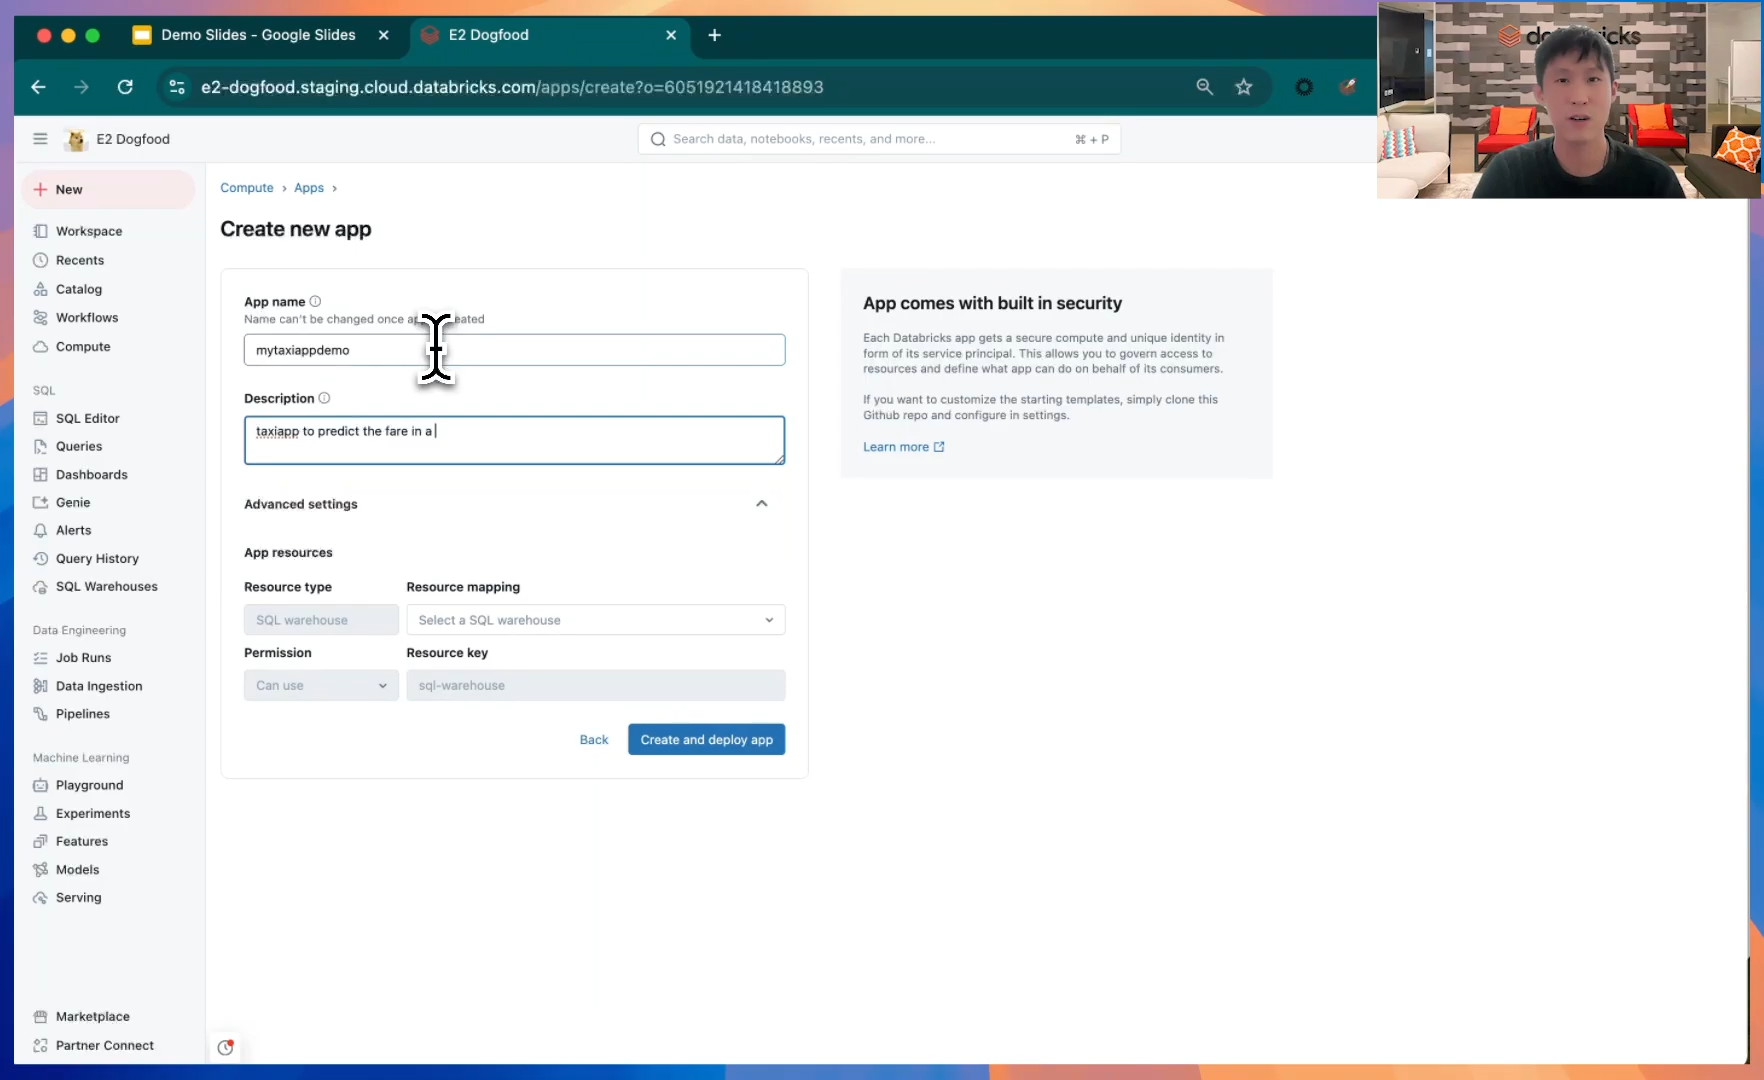 Demo Slides - Google Slides
E2 Dogfood
e2-dogfood.staging.cloud.databricks.com/apps/create?o=6051921418418893
E2 Dogfood
Search data, notebooks, recents, and more...
⌘ + P
New
Workspace
Recents
Catalog
Workflows
Compute
SQL
SQL Editor
Queries
Dashboards
Genie
Alerts
Query History
SQL Warehouses
Data Engineering
Job Runs
Data Ingestion
Pipelines
Machine Learning
Playground
Experiments
Features
Models
Serving
Marketplace
Partner Connect
Compute › Apps ›
Create new app
App name
Name can't be changed once
mytaxiappdemo
Description
taxiapp to predict the fare in a
Advanced settings
App resources
Resource type Resource mapping
SQL warehouse Select a SQL warehouse
Permission Resource key
Can use sql-warehouse
Back Create and deploy app
App comes with built in security
Each Databricks app gets a secure compute and unique identity in
form of its service principal. This allows you to govern access to
resources and define what app can do on behalf of its consumers.
If you want to customize the starting templates, simply clone this
Github repo and configure in settings.
Learn more